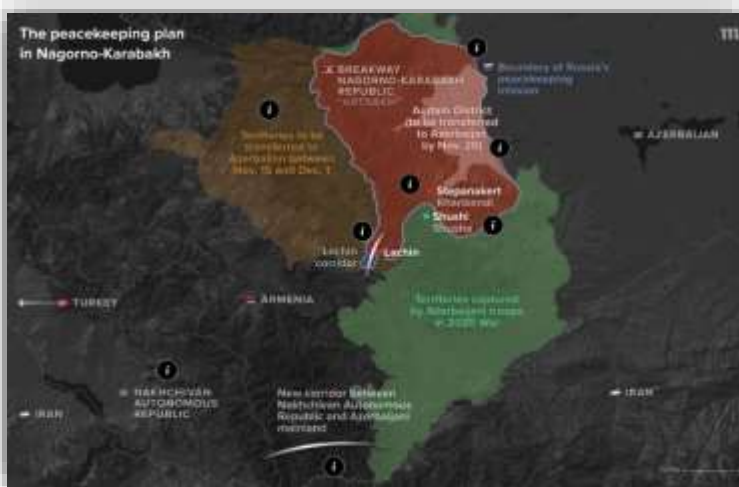 The peacekeeping plan
in Nagorno-Karabakh
BREAKWAY
NAGORNO-KARABAKH
REPUBLIC
Boundary of Russia's
peacekeeping
mission
Territories to be
transferred to
Azerbaijan between
Nov. 15 and Dec. 1
District
(to be transferred
to Azerbaijan
by Nov. 20)
AZERBAIJAN
Stepanakert
Khankendi
Shushi
Shusha
Lachin
corridor
Lachin
Territories captured
by Azerbaijani troops
in 2020 War
TURKEY
ARMENIA
NAKHCHIVAN
AUTONOMOUS
REPUBLIC
IRAN
New corridor between
Nakhchivan Autonomous
Republic and Azerbaijani
mainland
IRAN